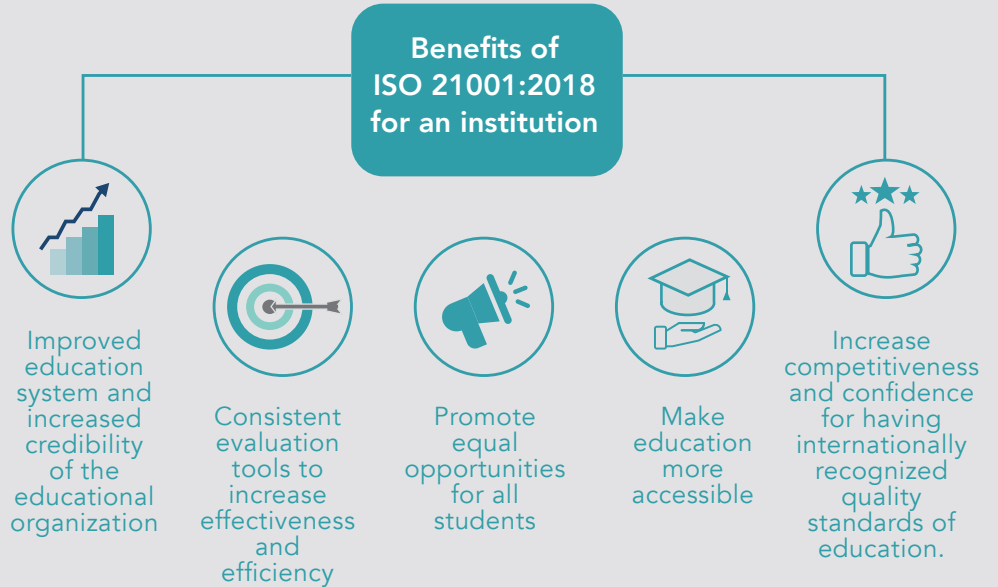 Benefits of
ISO 21001:2018
for an institution
Improved
education
system and
increased
credibility
of the
educational
organization
Consistent
evaluation
tools to
increase
effectiveness
and
efficiency
Promote
equal
opportunities
for all
students
Make
education
more
accessible
Increase
competitiveness
and confidence
for having
internationally
recognized
quality
standards of
education.